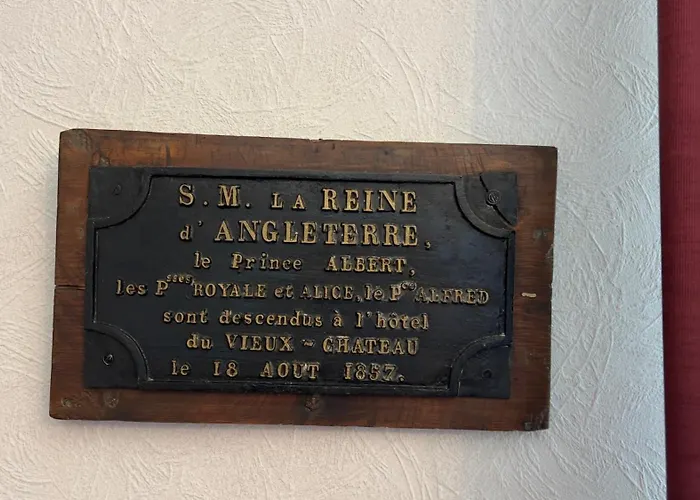 S. M. LA REINE
d'ANGLETERRE,
le Prince ALBERT,
les Psses ROYALE et ALICE, le Pce ALFRED
sont descendus à l'hôtel
du VIEUX - CHATEAU
le 18 AOUT 1857.